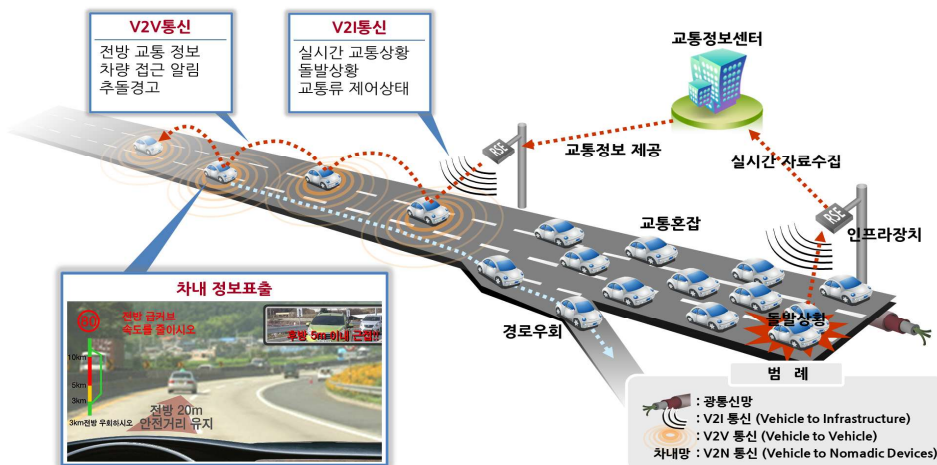 V2V통신
전방 교통 정보
차량 접근 알림
추돌경고
V2I통신
실시간 교통상황
돌발상황
교통류 제어상태
교통정보센터
RSE
교통정보 제공
실시간 자료수집
RSE
인프라장치
교통혼잡
돌발상황
경로우회
차내 정보표출
80
전방 급커브
속도를 줄이시오
후방 5m 이내 근접!!
10km
5km
3km
3km전방 우회하시오
전방 20m
안전거리 유지
범 례
: 광통신망
: V2I 통신 (Vehicle to Infrastructure)
: V2V 통신 (Vehicle to Vehicle)
차내망 : V2N 통신 (Vehicle to Nomadic Devices)